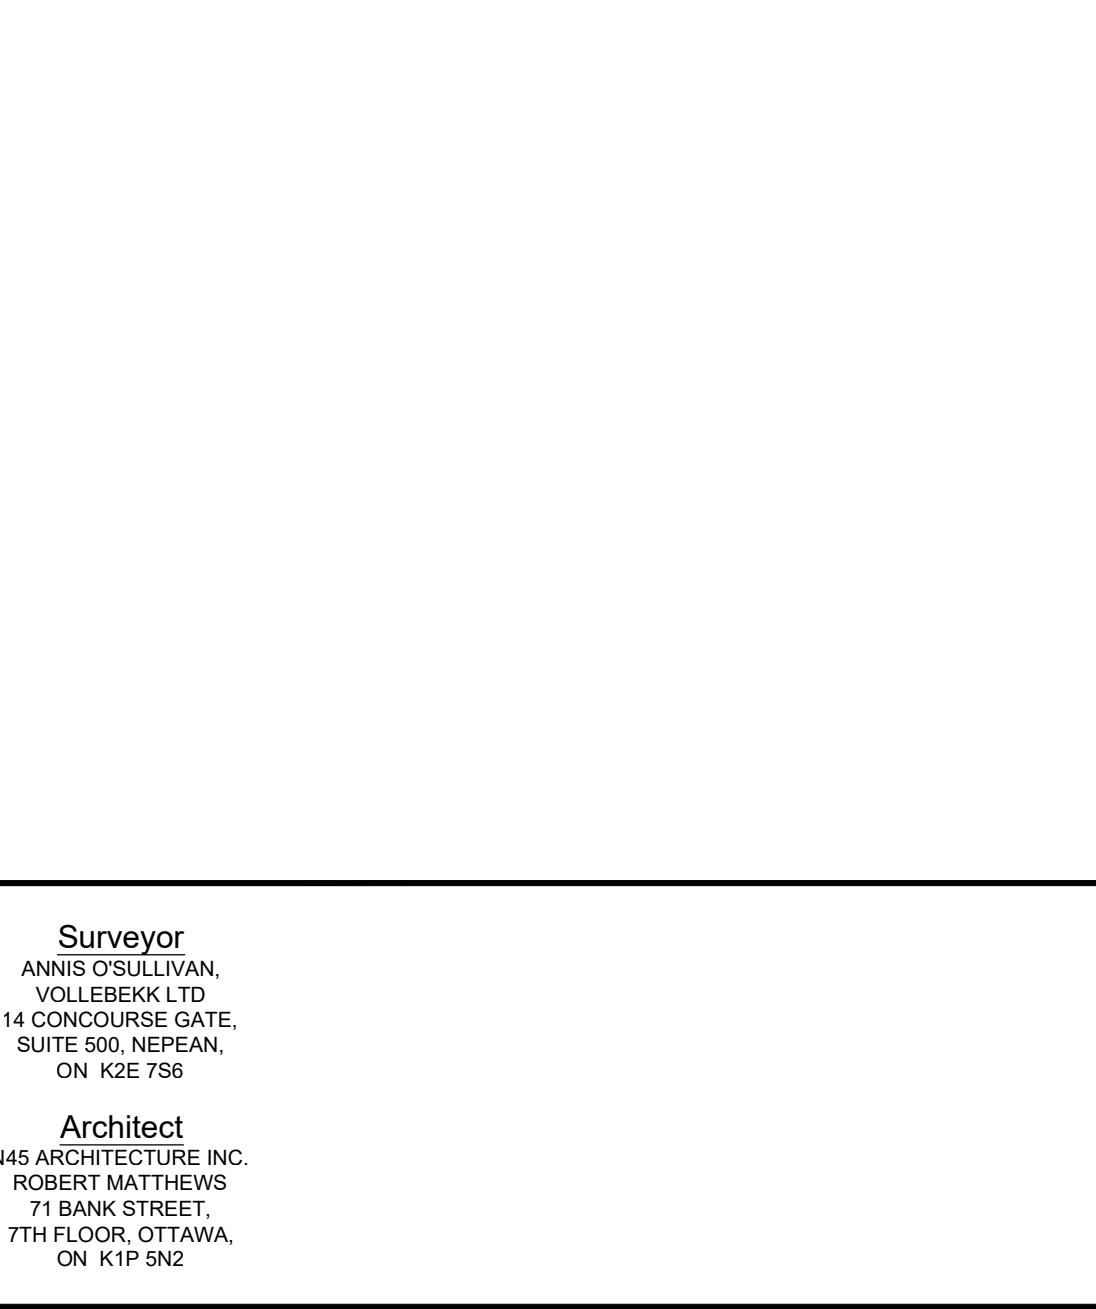 Surveyor
ANNIS O'SULLIVAN,
VOLLEBEKK LTD
14 CONCOURSE GATE,
SUITE 500, NEPEAN,
ON K2E 7S6
Architect
N45 ARCHITECTURE INC.
ROBERT MATTHEWS
71 BANK STREET,
7TH FLOOR, OTTAWA,
ON K1P 5N2